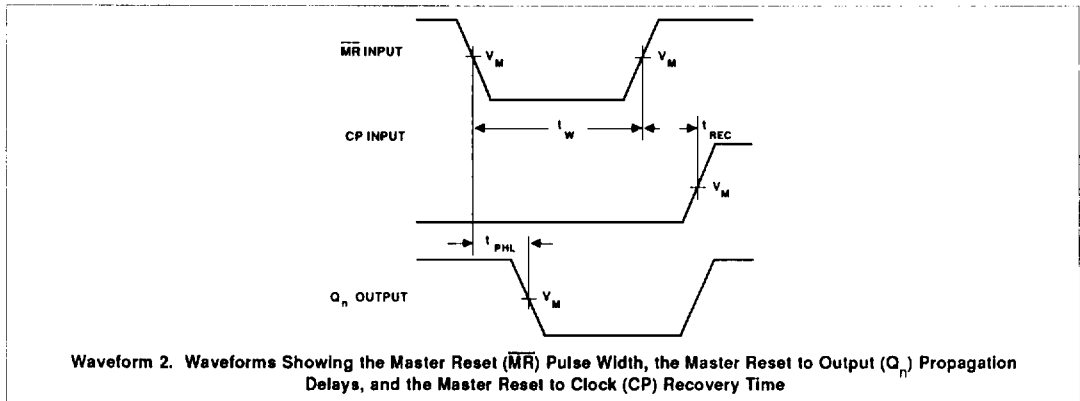 M̅R̅ INPUT
V_M
V_M
CP INPUT
t_W
t_REC
V_M
t_PHL
Q_n OUTPUT
V_M
Waveform 2. Waveforms Showing the Master Reset (M̅R̅) Pulse Width, the Master Reset to Output (Q_n) Propagation
Delays, and the Master Reset to Clock (CP) Recovery Time